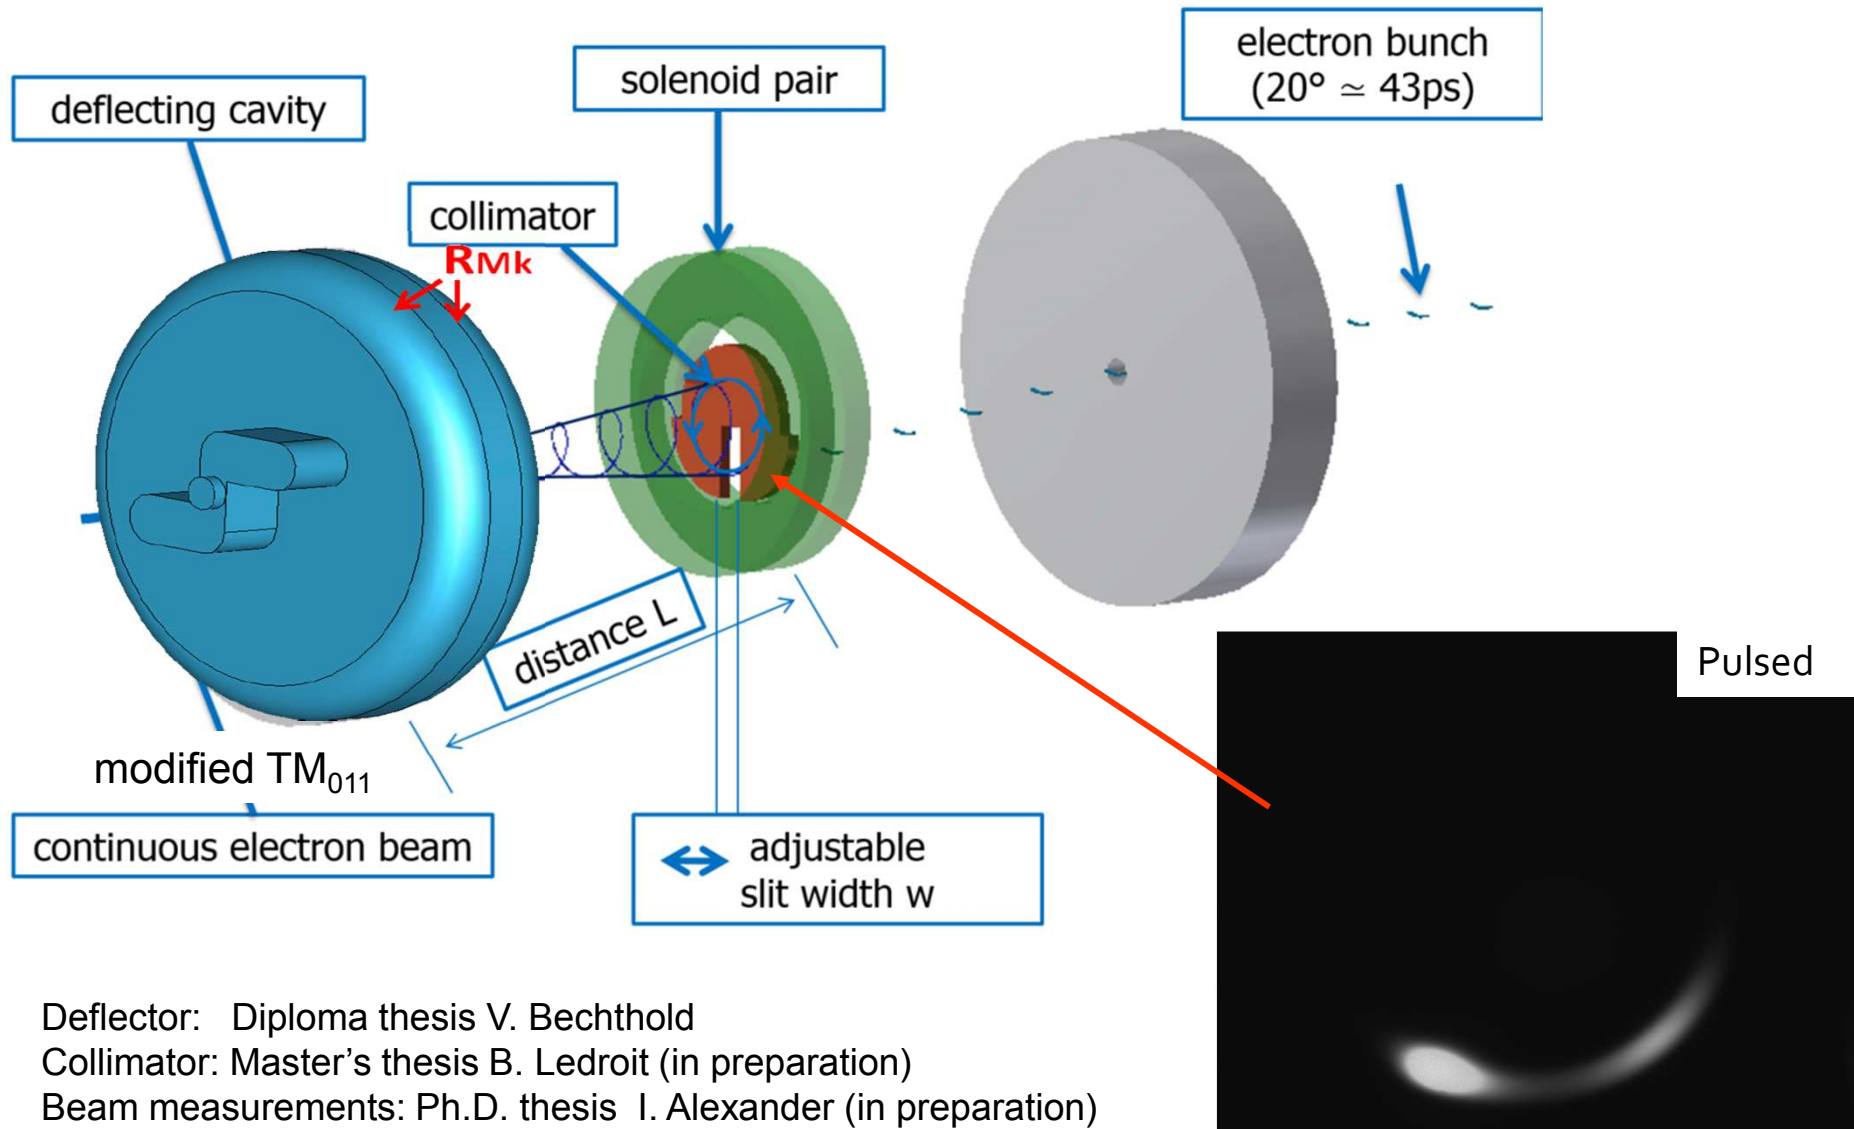 electron bunch
(20° ≃ 43ps)
solenoid pair
deflecting cavity
collimator
RMk
distance L
Pulsed
modified TM₀₁₁
continuous electron beam
adjustable
slit width w
Deflector: Diploma thesis V. Bechthold
Collimator: Master’s thesis B. Ledroit (in preparation)
Beam measurements: Ph.D. thesis I. Alexander (in preparation)